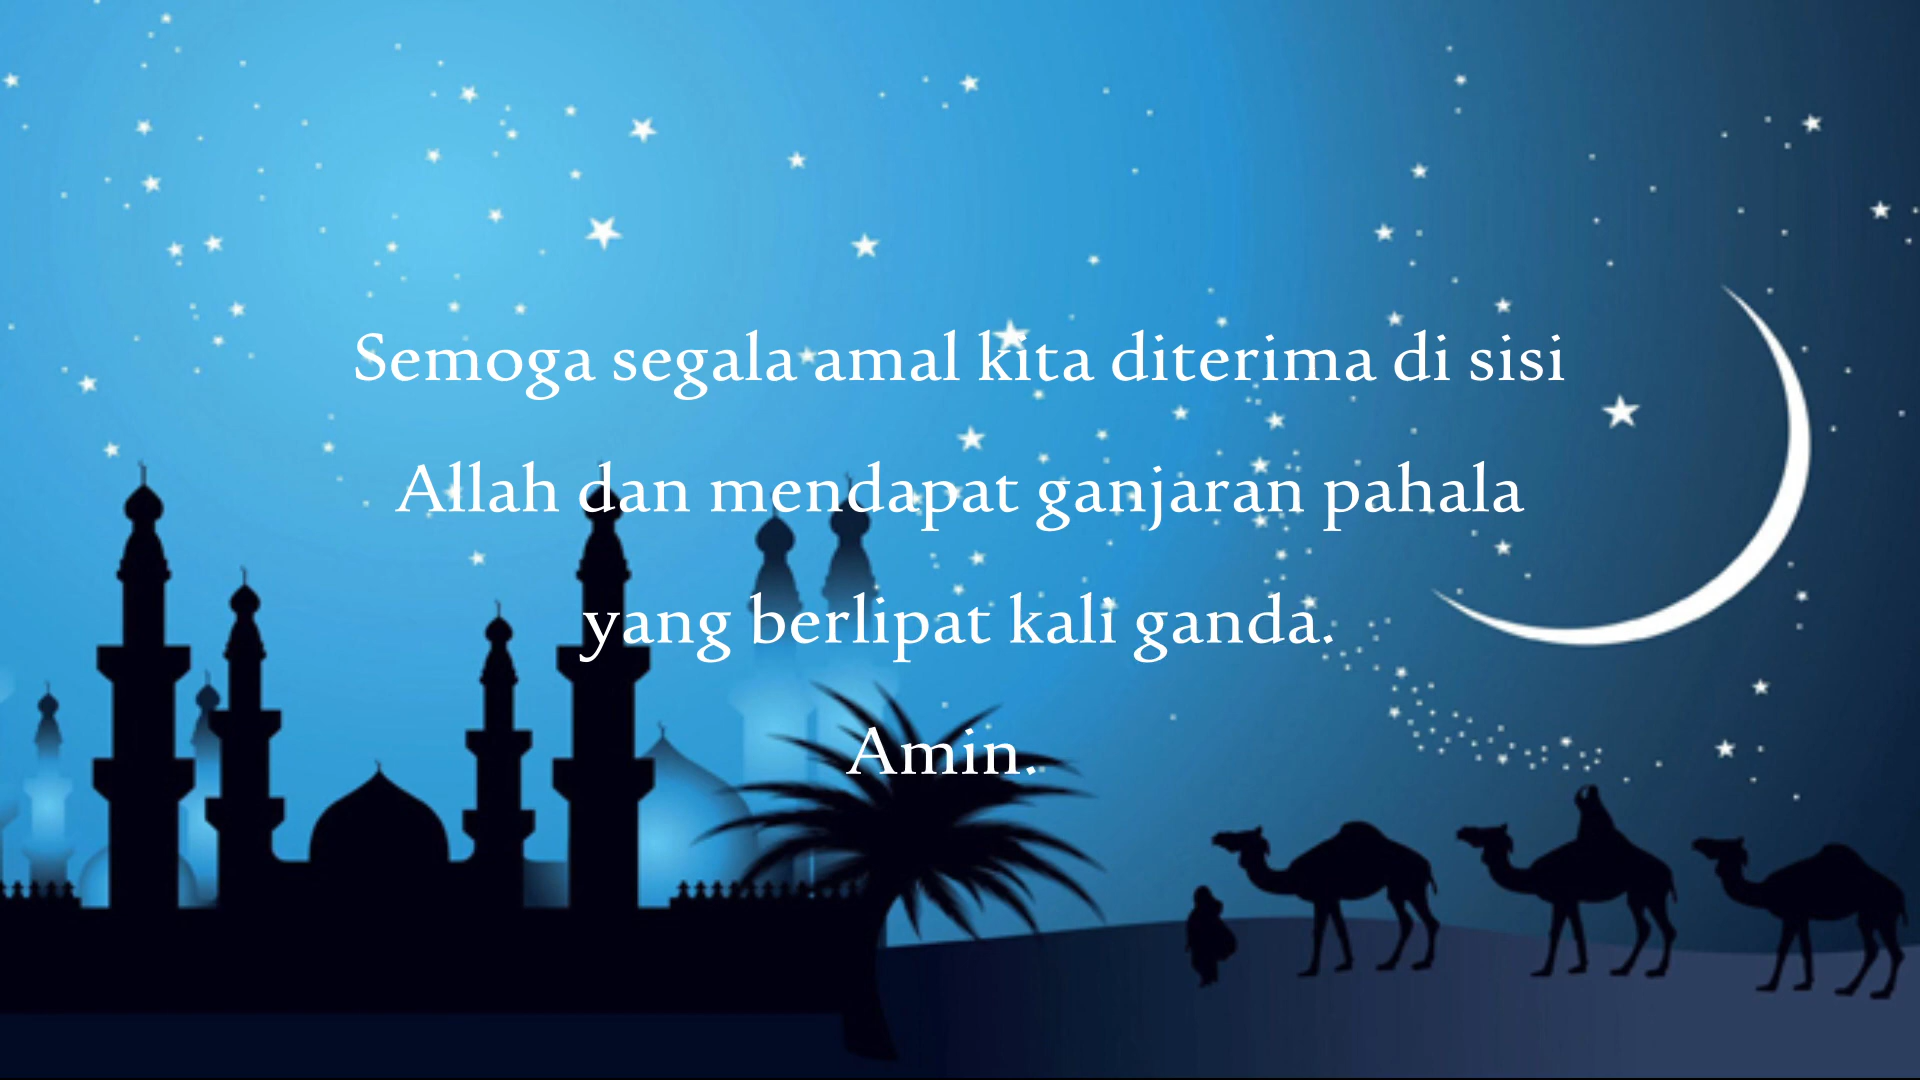 Semoga segala amal kita diterima di sisi
Allah dan mendapat ganjaran pahala
yang berlipat kali ganda.
Amin.